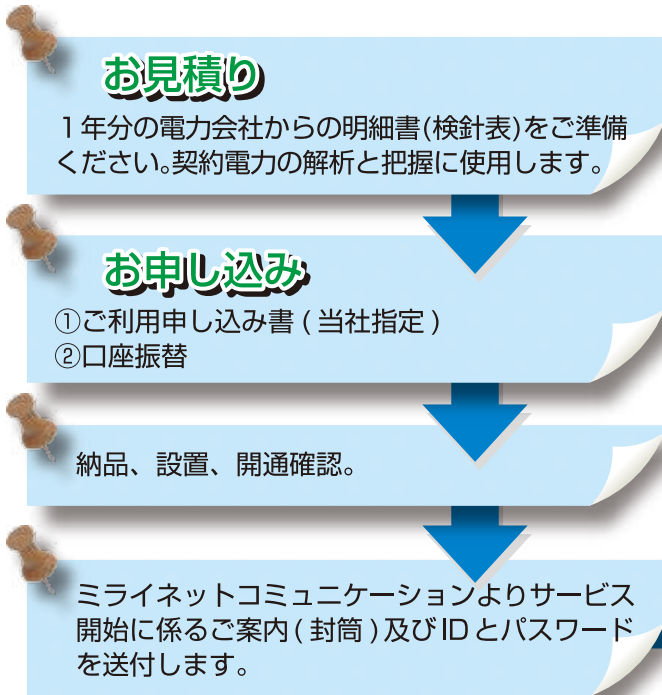 お見積り
1年分の電力会社からの明細書(検針表)をご準備
ください。契約電力の解析と把握に使用します。
お申し込み
①ご利用申し込み書(当社指定)
②口座振替
納品、設置、開通確認。
ミライネットコミュニケーションよりサービス
開始に係るご案内(封筒)及びIDとパスワード
を送付します。